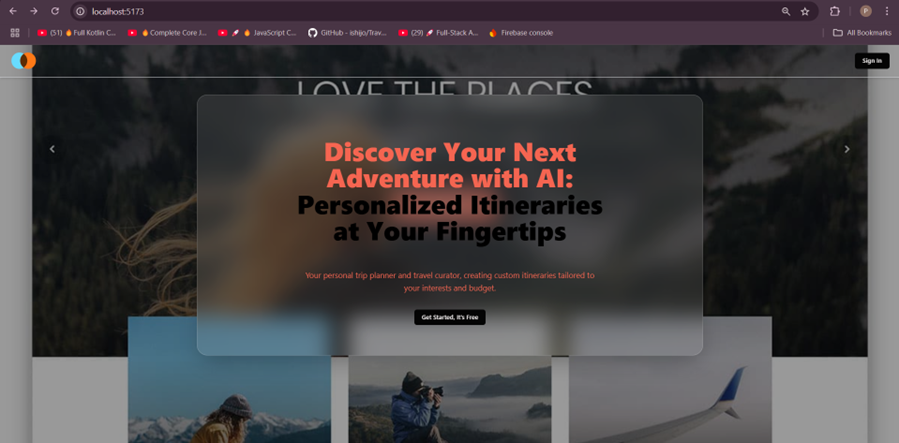 localhost:5173
(51) 🔥Full Kotlin C...
🔥Complete Core J...
🚀 🔥 JavaScript C...
GitHub - ishijo/Trav...
(29) 🚀 Full-Stack A...
Firebase console
All Bookmarks
P
Sign In
LOVE THE PLACES
Discover Your Next
Adventure with AI:
Personalized Itineraries
at Your Fingertips
Your personal trip planner and travel curator, creating custom itineraries tailored to
your interests and budget.
Get Started, It's Free